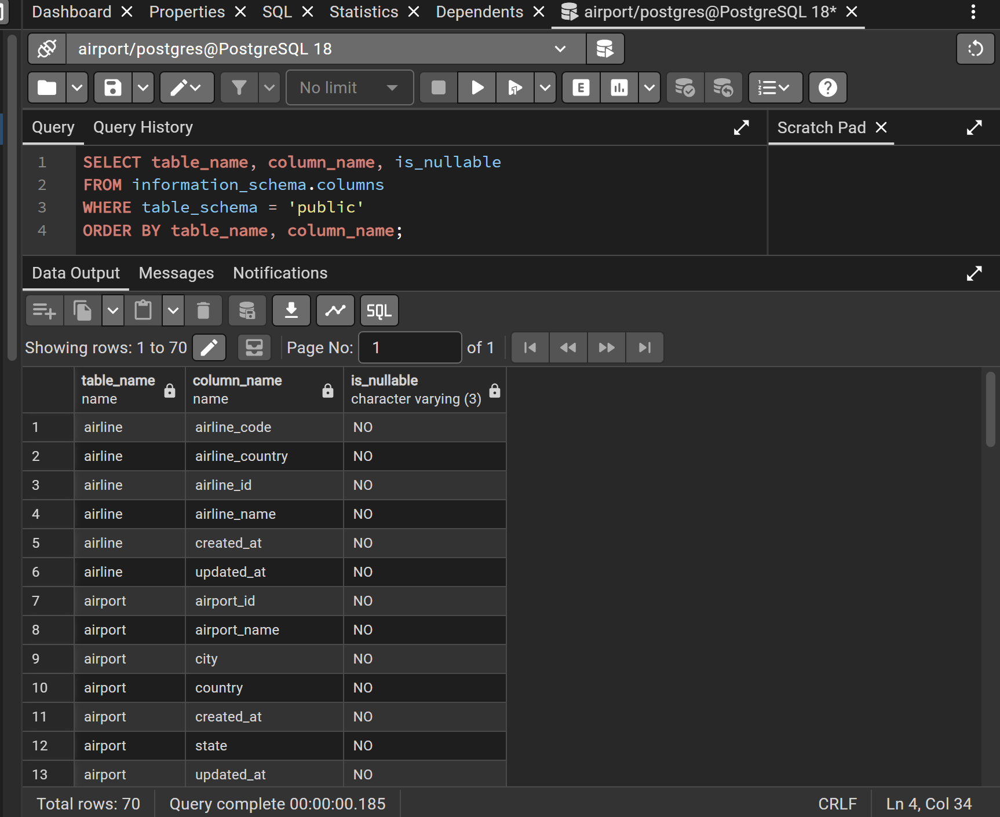 Dashboard Properties SQL Statistics Dependents airport/postgres@PostgreSQL 18*
airport/postgres@PostgreSQL 18
No limit
Query Query History
Scratch Pad
1 SELECT table_name, column_name, is_nullable
2 FROM information_schema.columns
3 WHERE table_schema = 'public'
4 ORDER BY table_name, column_name;
Data Output Messages Notifications
SQL
Showing rows: 1 to 70 Page No: 1 of 1
table_name column_name is_nullable
name name character varying (3)
1 airline airline_code NO
2 airline airline_country NO
3 airline airline_id NO
4 airline airline_name NO
5 airline created_at NO
6 airline updated_at NO
7 airport airport_id NO
8 airport airport_name NO
9 airport city NO
10 airport country NO
11 airport created_at NO
12 airport state NO
13 airport updated_at NO
Total rows: 70 Query complete 00:00:00.185 CRLF Ln 4, Col 34